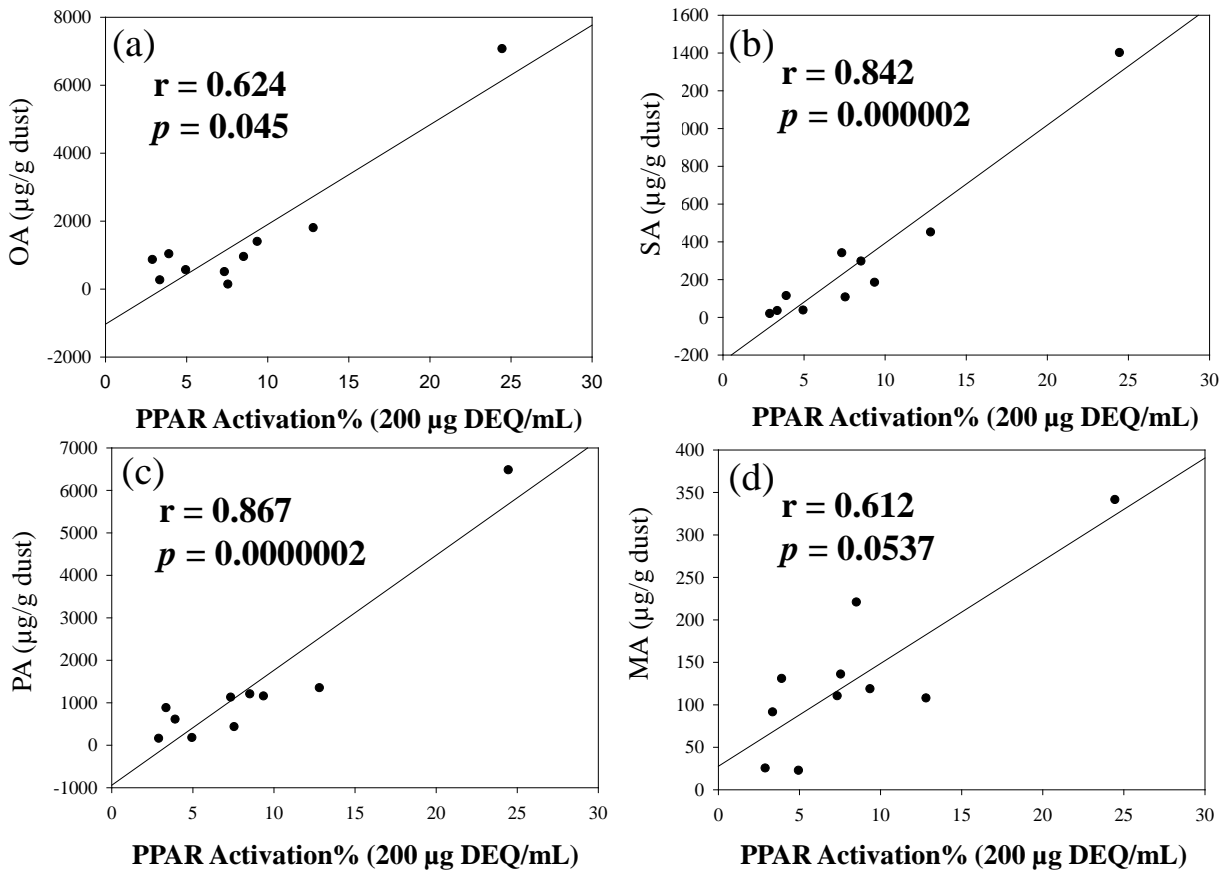 (a)
r = 0.624
p = 0.045
OA (µg/g dust)
8000
6000
4000
2000
0
-2000
0 5 10 15 20 25 30
PPAR Activation% (200 µg DEQ/mL)
(b)
r = 0.842
p = 0.000002
SA (µg/g dust)
1600
1400
1200
000
800
600
400
200
0
-200
0 5 10 15 20 25 30
PPAR Activation% (200 µg DEQ/mL)
(c)
r = 0.867
p = 0.0000002
PA (µg/g dust)
7000
6000
5000
4000
3000
2000
1000
0
-1000
0 5 10 15 20 25 30
PPAR Activation% (200 µg DEQ/mL)
(d)
r = 0.612
p = 0.0537
MA (µg/g dust)
400
350
300
250
200
150
100
50
0
0 5 10 15 20 25 30
PPAR Activation% (200 µg DEQ/mL)